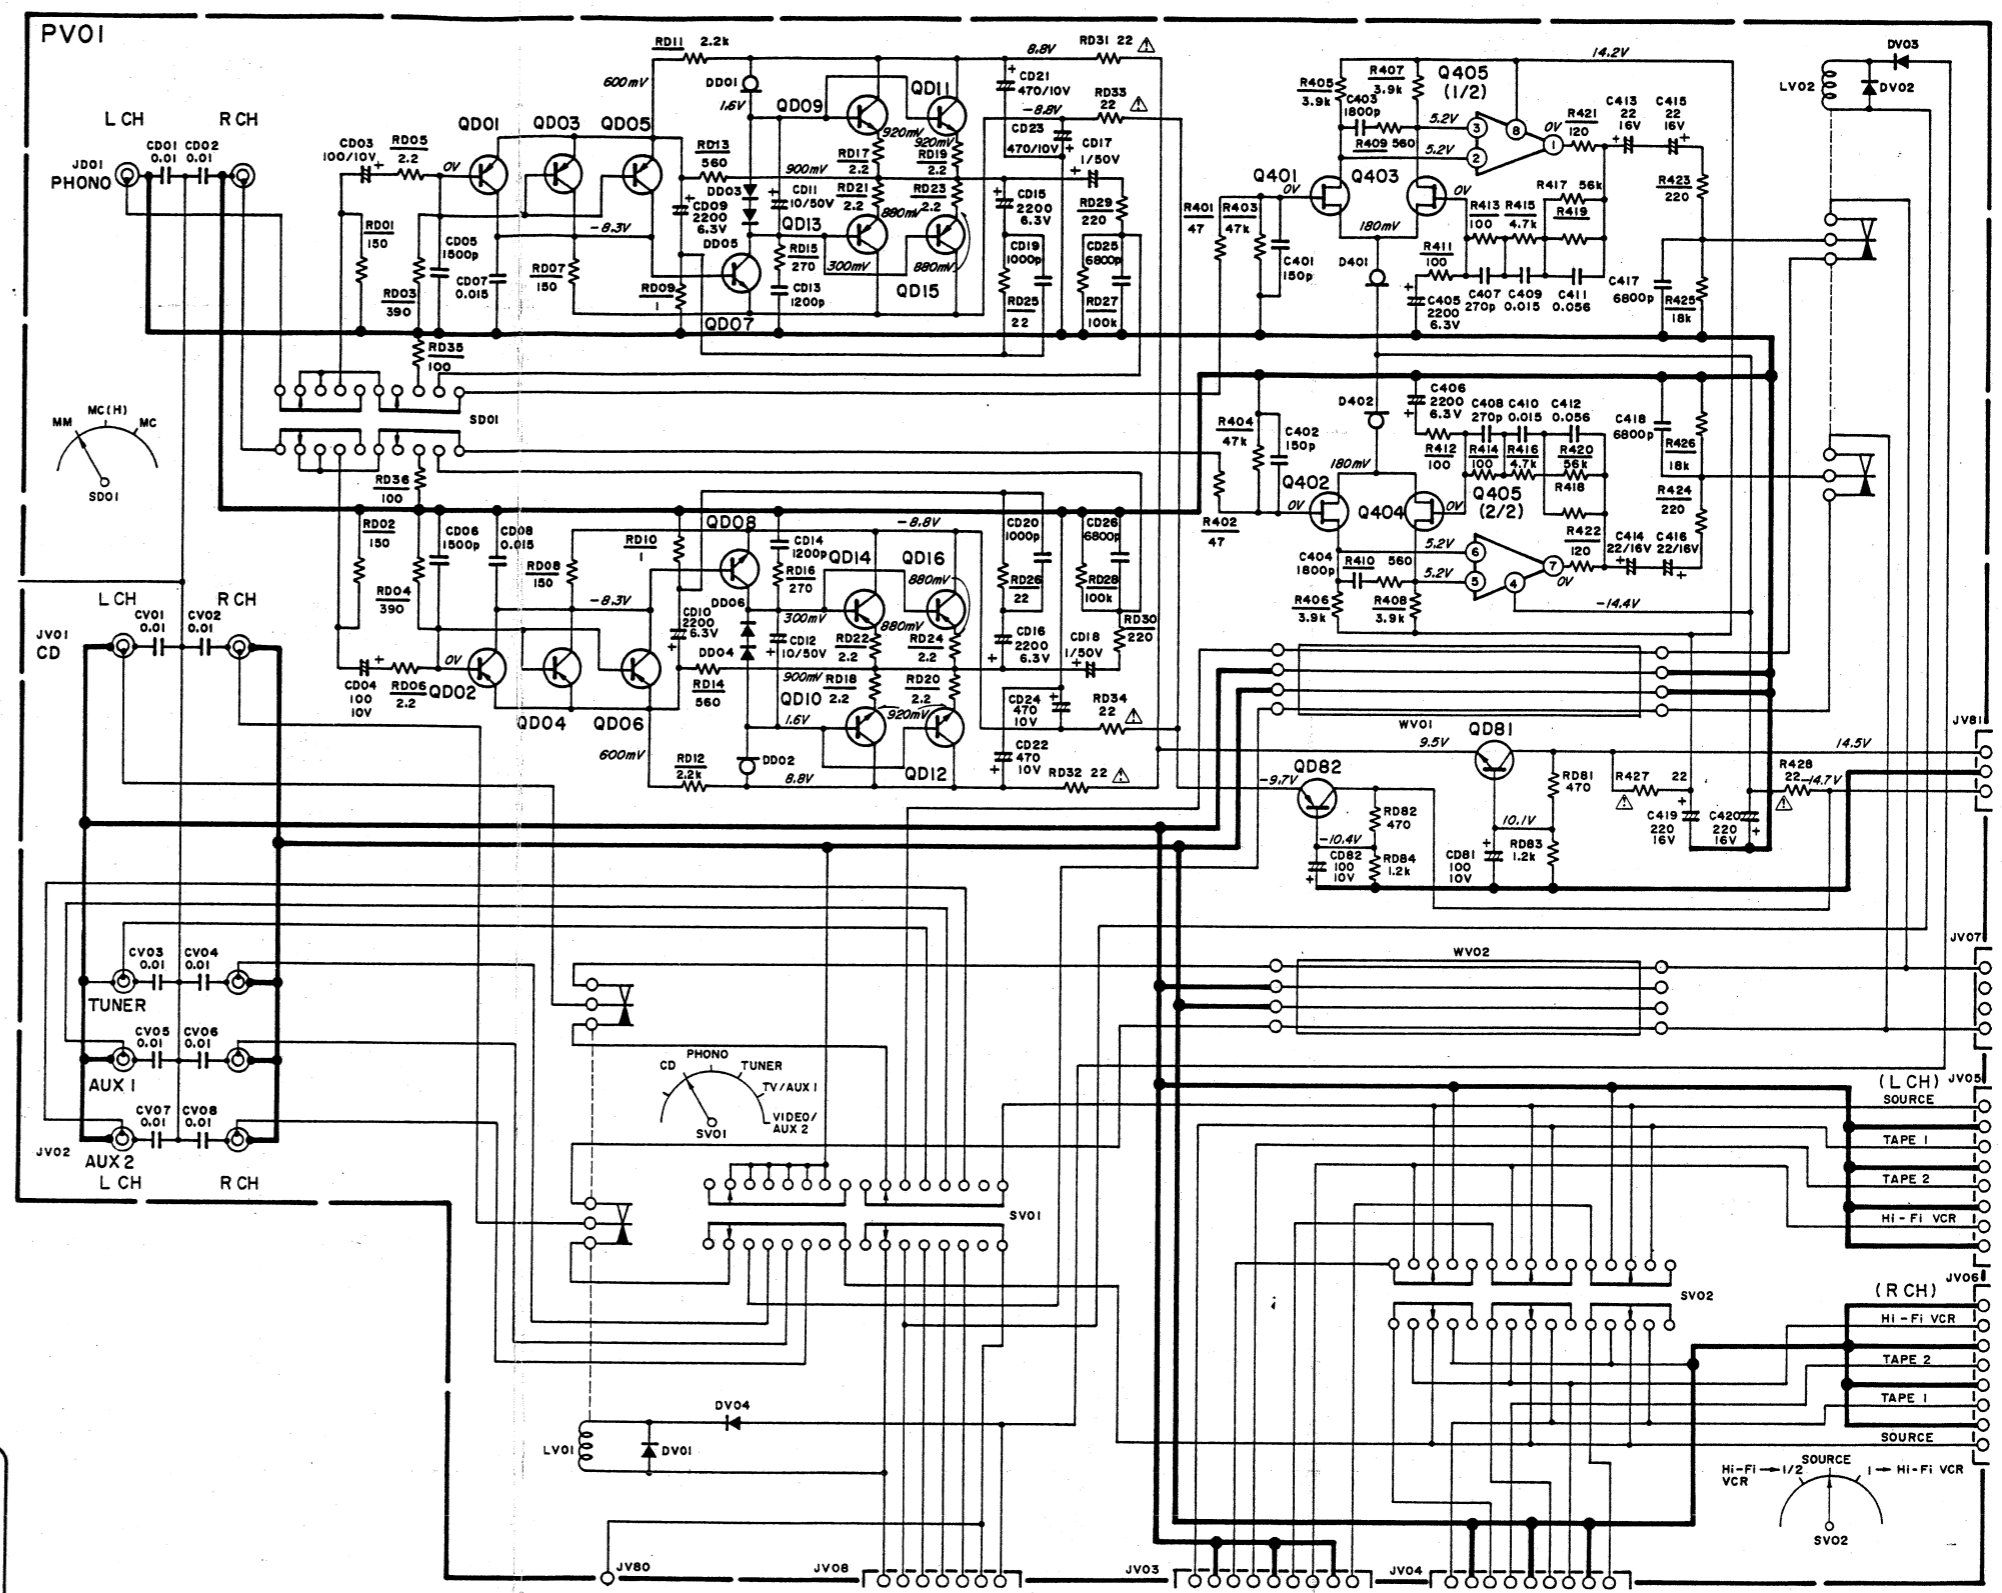 PV01
L CH
R CH
JD01
PHONO
CD01
0.01
CD02
0.01
CD03
100/10V
RD05
2.2
0V
QD01
QD03
QD05
600mV
RD11 2.2k
DD01
1.6V
QD09
QD11
8.8V
RD31 22
CD21
470/10V
-8.8V
RD33
22
CD23
470/10V
CD17
1/50V
920mV
920mV
RD17
2.2
RD19
2.2
RD13
560
900mV
DD03
CD09
2200
6.3V
CD11
10/50V
RD21
2.2
RD23
2.2
CD15
2200
6.3V
RD29
220
RD01
150
CD05
1500p
CD07
0.015
RD03
390
-8.3V
RD07
150
RD09
1
DD05
QD07
QD13
RD15
270
CD13
1200p
880mV
300mV
880mV
QD15
CD19
1000p
RD25
22
CD25
6800p
RD27
100k
RD35
100
R401
47
R403
47k
Q401
0V
C401
150p
Q403
0V
180mV
D401
R405
3.9k
R407
3.9k
C403
1800p
R409 560
5.2V
5.2V
Q405
(1/2)
3
2
8
1
14.2V
0V
R421
120
C413
22
16V
C415
22
16V
R417 56k
R413
100
R415
4.7k
R419
R411
100
C405
2200
6.3V
C407
270p
C409
0.015
C411
0.056
C417
6800p
R423
220
R425
18k
LV02
DV03
DV02
MM
MC(H)
MC
SD01
SD01
RD36
100
R404
47k
C402
150p
D402
C406
2200
6.3V
C408
270p
C410
0.015
C412
0.056
C418
6800p
R426
18k
R412
100
R414
100
R416
4.7k
R420
56k
R418
180mV
Q402
0V
Q404
0V
Q405
(2/2)
R424
220
R402
47
C404
1800p
R410
560
5.2V
5.2V
6
5
4
7
0V
R422
120
C414
22/16V
C416
22/16V
R406
3.9k
R408
3.9k
-14.4V
RD02
150
CD06
1500p
CD08
0.015
RD04
390
RD08
150
RD10
1
QD08
CD14
1200p
RD16
270
QD14
QD16
-8.8V
880mV
CD20
1000p
CD26
6800p
RD26
22
RD28
100k
-8.3V
CD10
2200
6.3V
DD06
DD04
300mV
CD12
10/50V
880mV
RD22
2.2
RD24
2.2
CD16
2200
6.3V
CD18
1/50V
RD30
220
L CH
R CH
JV01
CD
CV01
0.01
CV02
0.01
CD04
100
10V
RD06
2.2
0V
QD02
QD04
QD06
600mV
RD14
560
900mV
QD10
1.6V
RD18
2.2
RD20
2.2
920mV
CD24
470
10V
RD34
22
CD22
470
10V
QD12
RD12
2.2k
DD02
8.8V
RD32 22
WV01
9.5V
QD81
QD82
-9.7V
RD82
470
-10.4V
CD82
100
10V
RD84
1.2k
10.1V
CD81
100
10V
RD81
470
RD83
1.2k
R427
22
C419
220
16V
C420
220
16V
R428
22
-14.7V
14.5V
JV81
CV03
0.01
CV04
0.01
TUNER
CV05
0.01
CV06
0.01
AUX 1
CV07
0.01
CV08
0.01
JV02
AUX 2
L CH
R CH
WV02
JV07
CD
PHONO
TUNER
TV/AUX 1
VIDEO/
AUX 2
SV01
SV01
(L CH)
JV05
SOURCE
TAPE 1
TAPE 2
Hi-Fi VCR
JV06
(R CH)
Hi-Fi VCR
TAPE 2
TAPE 1
SOURCE
SV02
DV04
LV01
DV01
Hi-Fi → 1/2
VCR
SOURCE
1 → Hi-Fi VCR
SV02
JV80
JV08
JV03
JV04